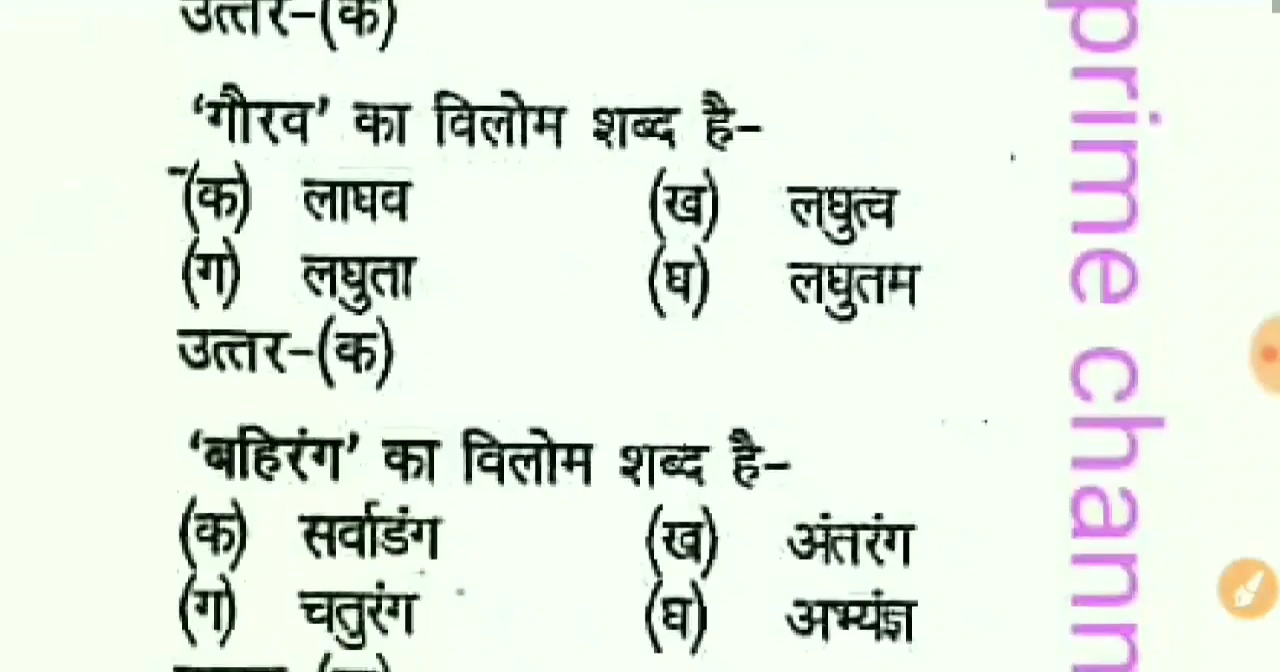 उत्तर-(क)
'गौरव' का विलोम शब्द है-
(क) लाघव (ख) लघुत्व
(ग) लघुता (घ) लघुतम
उत्तर-(क)
'बहिरंग' का विलोम शब्द है-
(क) सर्वाडंग (ख) अंतरंग
(ग) चतुरंग (घ) अभ्यंज्ञ
prime chann